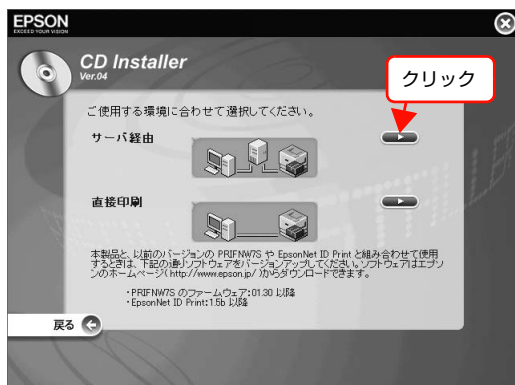 EPSON
EXCEED YOUR VISION
CD Installer
Ver.04
クリック
ご使用する環境に合わせて選択してください。
サーバ経由
直接印刷
本製品と、以前のバージョンの PRIFNW7S や EpsonNet ID Print と組み合わせて使用
するときは、下記の通りソフトウェアをバージョンアップしてください。ソフトウェアはエプソ
ンのホームページ(http://www.epson.jp/)からダウンロードできます。
・PRIFNW7S のファームウェア:01.30 以降
・EpsonNet ID Print:1.5b 以降
戻る